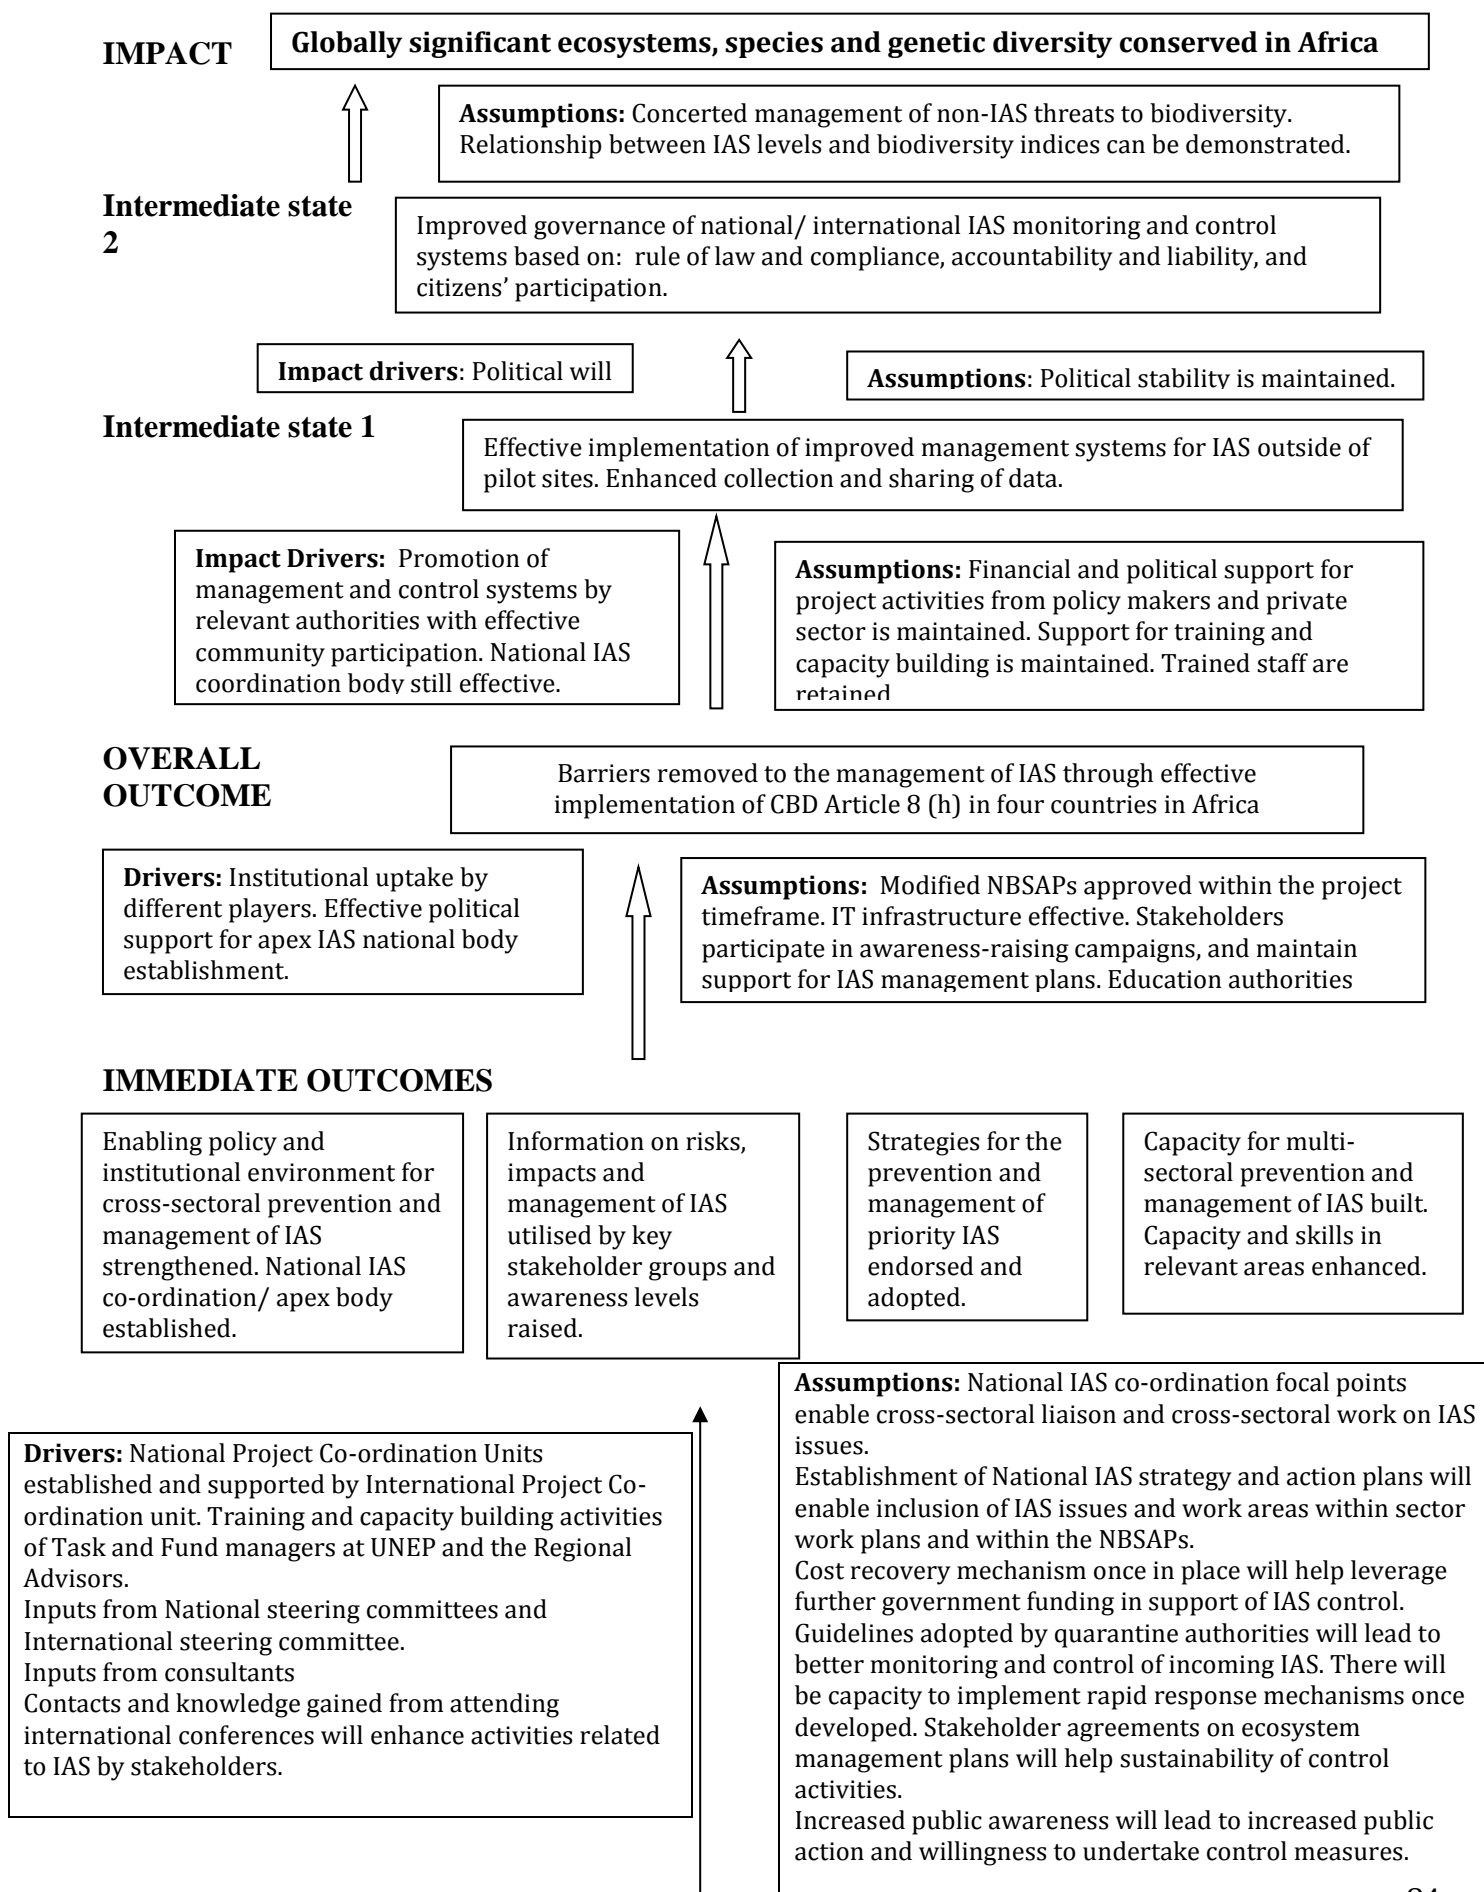 IMPACT
Globally significant ecosystems, species and genetic diversity conserved in Africa
Assumptions: Concerted management of non-IAS threats to biodiversity.
Relationship between IAS levels and biodiversity indices can be demonstrated.
Intermediate state
2
Improved governance of national/ international IAS monitoring and control
systems based on: rule of law and compliance, accountability and liability, and
citizens’ participation.
Impact drivers: Political will
Assumptions: Political stability is maintained.
Intermediate state 1
Effective implementation of improved management systems for IAS outside of
pilot sites. Enhanced collection and sharing of data.
Impact Drivers: Promotion of
management and control systems by
relevant authorities with effective
community participation. National IAS
coordination body still effective.
Assumptions: Financial and political support for
project activities from policy makers and private
sector is maintained. Support for training and
capacity building is maintained. Trained staff are
retained
OVERALL
OUTCOME
Barriers removed to the management of IAS through effective
implementation of CBD Article 8 (h) in four countries in Africa
Drivers: Institutional uptake by
different players. Effective political
support for apex IAS national body
establishment.
Assumptions: Modified NBSAPs approved within the project
timeframe. IT infrastructure effective. Stakeholders
participate in awareness-raising campaigns, and maintain
support for IAS management plans. Education authorities
IMMEDIATE OUTCOMES
Enabling policy and
institutional environment for
cross-sectoral prevention and
management of IAS
strengthened. National IAS
co-ordination/ apex body
established.
Information on risks,
impacts and
management of IAS
utilised by key
stakeholder groups and
awareness levels
raised.
Strategies for the
prevention and
management of
priority IAS
endorsed and
adopted.
Capacity for multi-
sectoral prevention and
management of IAS built.
Capacity and skills in
relevant areas enhanced.
Drivers: National Project Co-ordination Units
established and supported by International Project Co-
ordination unit. Training and capacity building activities
of Task and Fund managers at UNEP and the Regional
Advisors.
Inputs from National steering committees and
International steering committee.
Inputs from consultants
Contacts and knowledge gained from attending
international conferences will enhance activities related
to IAS by stakeholders.
Assumptions: National IAS co-ordination focal points
enable cross-sectoral liaison and cross-sectoral work on IAS
issues.
Establishment of National IAS strategy and action plans will
enable inclusion of IAS issues and work areas within sector
work plans and within the NBSAPs.
Cost recovery mechanism once in place will help leverage
further government funding in support of IAS control.
Guidelines adopted by quarantine authorities will lead to
better monitoring and control of incoming IAS. There will
be capacity to implement rapid response mechanisms once
developed. Stakeholder agreements on ecosystem
management plans will help sustainability of control
activities.
Increased public awareness will lead to increased public
action and willingness to undertake control measures.